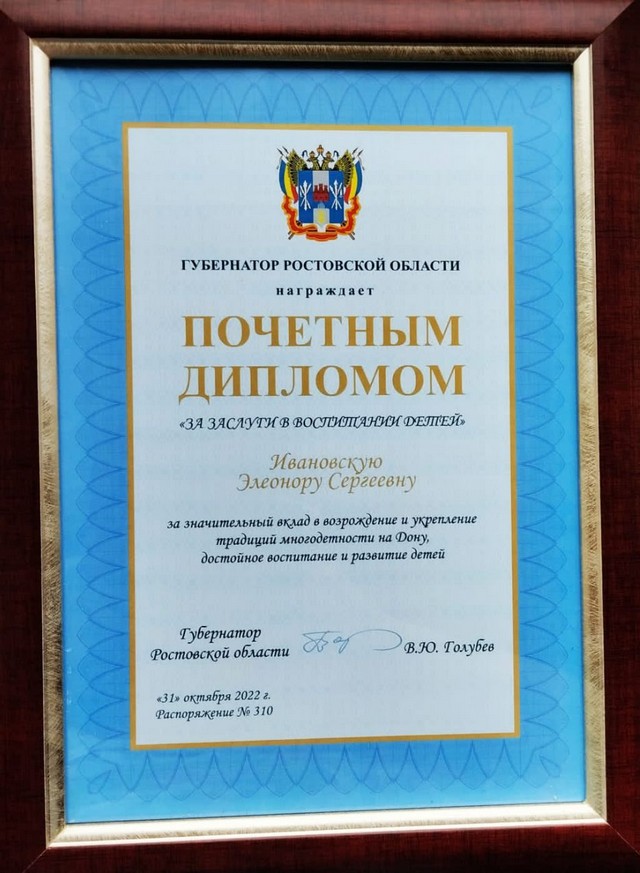 ГУБЕРНАТОР РОСТОВСКОЙ ОБЛАСТИ
награждает
ПОЧЕТНЫМ
ДИПЛОМОМ
«ЗА ЗАСЛУГИ В ВОСПИТАНИИ ДЕТЕЙ»
Ивановскую
Элеонору Сергеевну
за значительный вклад в возрождение и укрепление
традиций многодетности на Дону,
достойное воспитание и развитие детей
Губернатор
Ростовской области В.Ю. Голубев
«31» октября 2022 г.
Распоряжение № 310